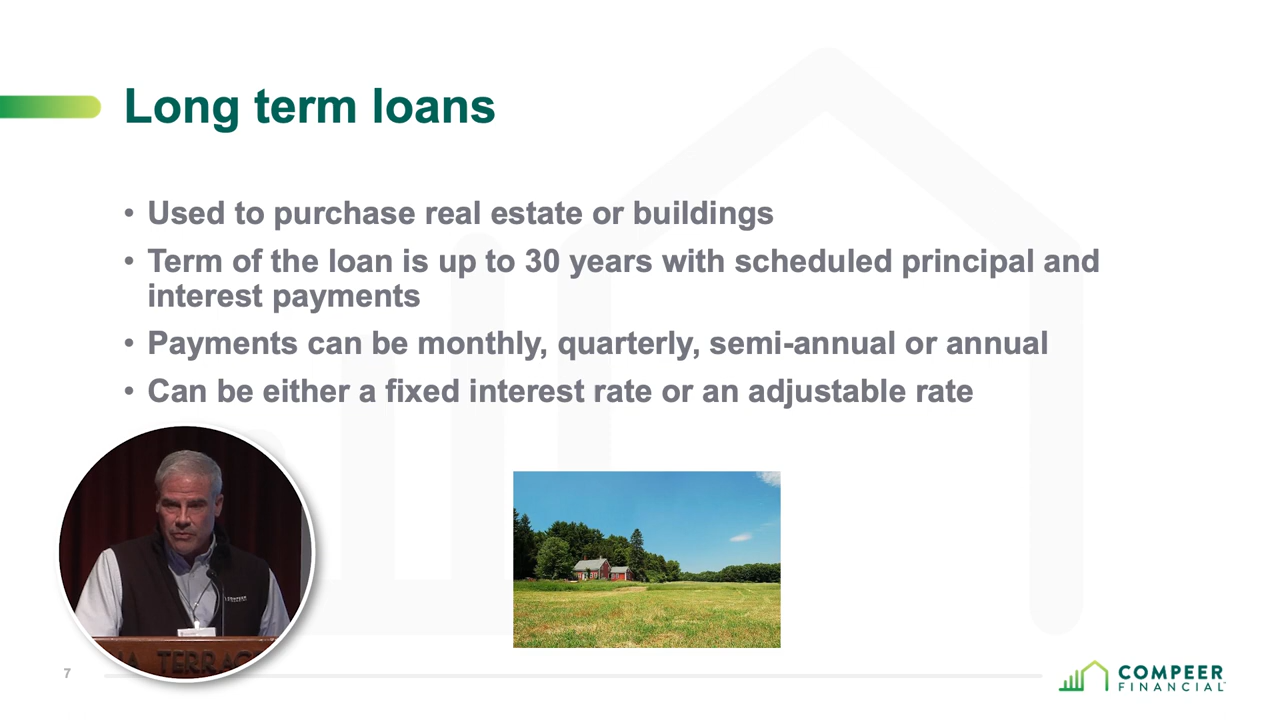 Long term loans
• Used to purchase real estate or buildings
• Term of the loan is up to 30 years with scheduled principal and
interest payments
• Payments can be monthly, quarterly, semi-annual or annual
• Can be either a fixed interest rate or an adjustable rate
COMPEER
TERRAC
7
COMPEER
FINANCIAL